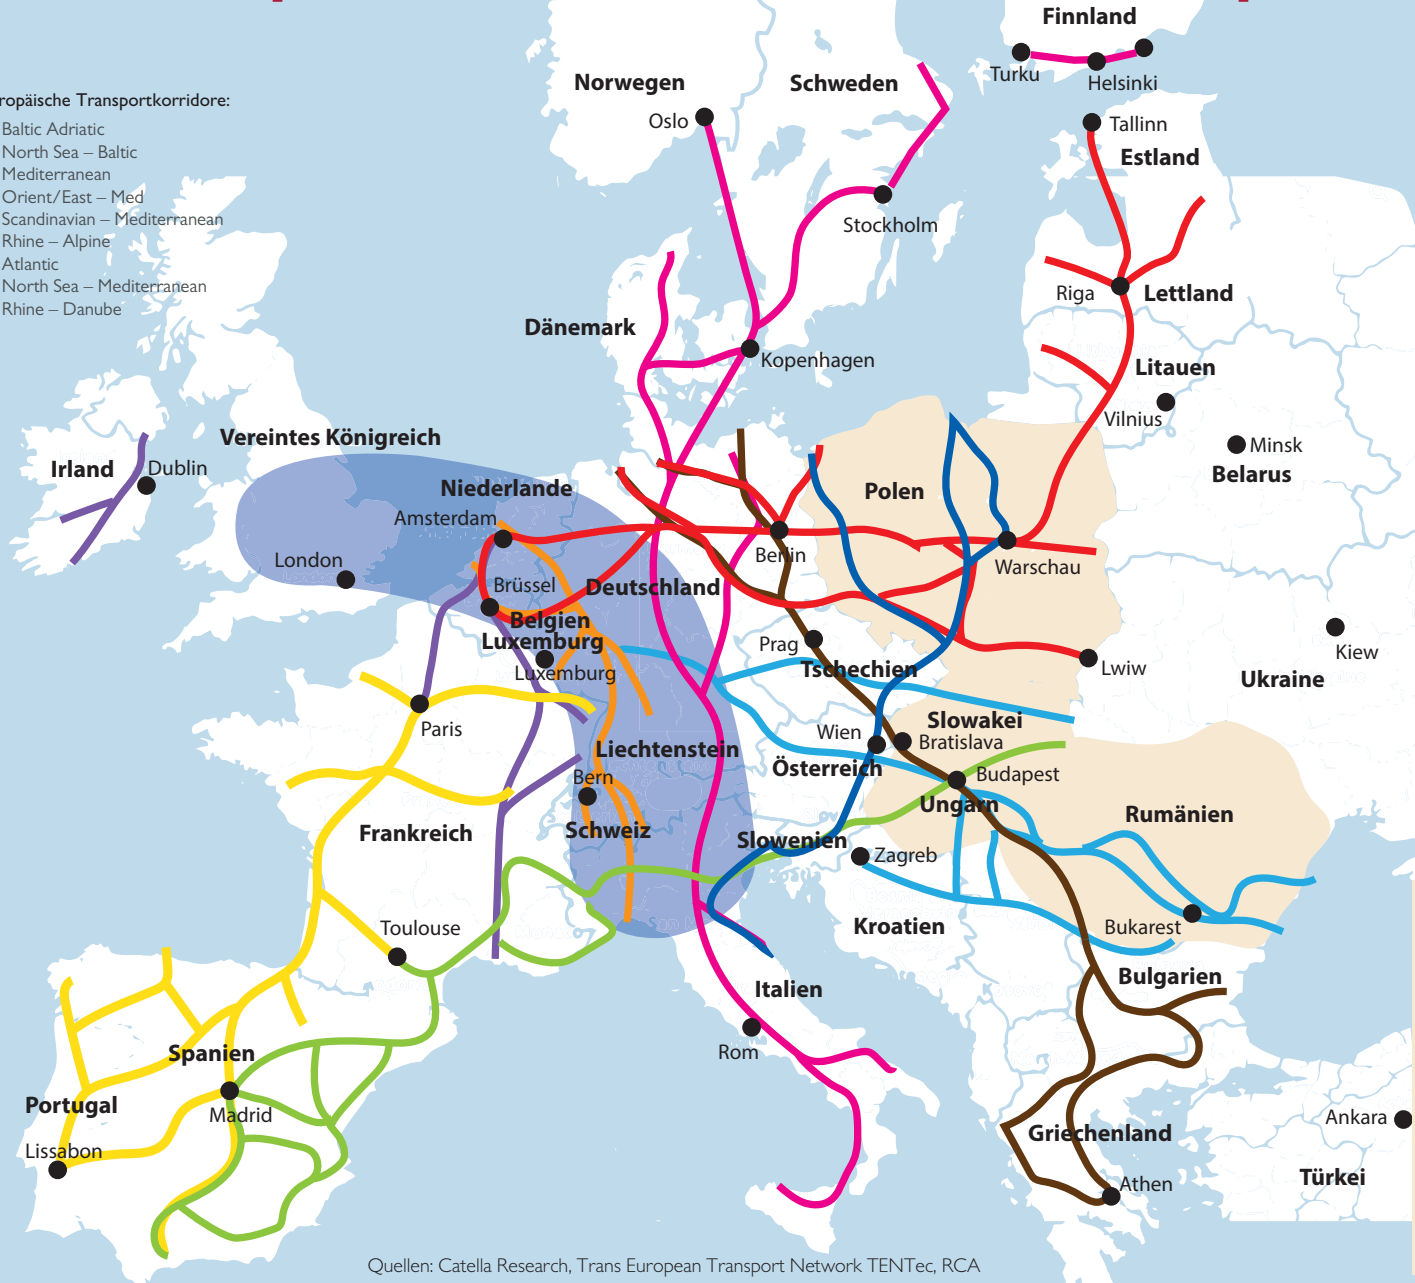 Finnland
Turku
Helsinki
Norwegen
Schweden
Oslo
ropäische Transportkorridore:
Baltic Adriatic
North Sea – Baltic
Mediterranean
Orient/East – Med
Scandinavian – Mediterranean
Rhine – Alpine
Atlantic
North Sea – Mediterranean
Rhine – Danube
Tallinn
Estland
Stockholm
Riga
Lettland
Dänemark
Kopenhagen
Litauen
Vilnius
Minsk
Belarus
Vereintes Königreich
Irland
Dublin
Niederlande
Amsterdam
Polen
London
Berlin
Warschau
Brüssel
Deutschland
Belgien
Luxemburg
Luxemburg
Prag
Tschechien
Lwiw
Kiew
Ukraine
Paris
Wien
Slowakei
Bratislava
Liechtenstein
Österreich
Budapest
Bern
Ungarn
Rumänien
Frankreich
Schweiz
Slowenien
Zagreb
Toulouse
Kroatien
Bukarest
Italien
Bulgarien
Spanien
Rom
Portugal
Madrid
Ankara
Griechenland
Lissabon
Athen
Türkei
Quellen: Catella Research, Trans European Transport Network TENTec, RCA